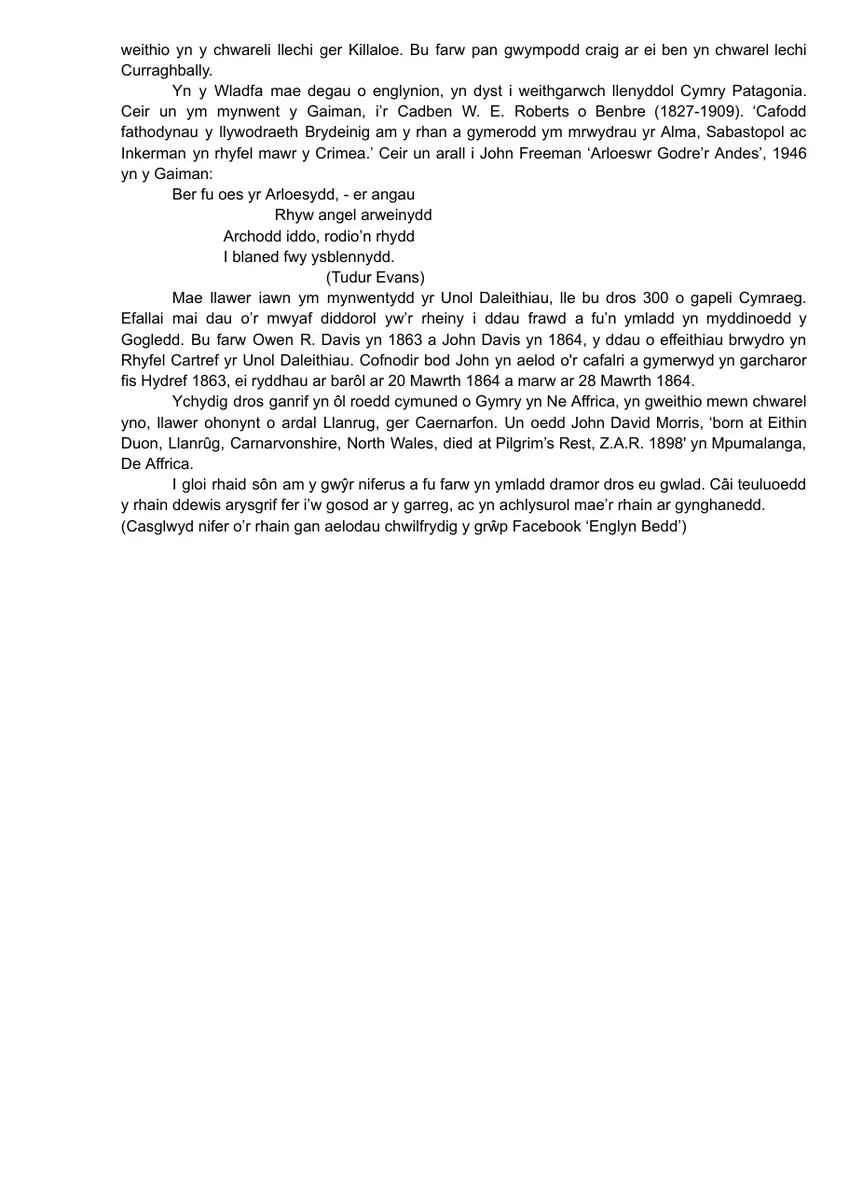 weithio yn y chwareli llechi ger Killaloe. Bu farw pan gwympodd craig ar ei ben yn chwarel lechi
Curraghbally.
Yn y Wladfa mae degau o englynion, yn dyst i weithgarwch llenyddol Cymry Patagonia.
Ceir un ym mynwent y Gaiman, i’r Cadben W. E. Roberts o Benbre (1827-1909). ‘Cafodd
fathodynau y llywodraeth Brydeinig am y rhan a gymerodd ym mrwydrau yr Alma, Sabastopol ac
Inkerman yn rhyfel mawr y Crimea.’ Ceir un arall i John Freeman ‘Arloeswr Godre’r Andes’, 1946
yn y Gaiman:
Ber fu oes yr Arloesydd, - er angau
Rhyw angel arweinydd
Archodd iddo, rodio’n rhydd
I blaned fwy ysblennydd.
(Tudur Evans)
Mae llawer iawn ym mynwentydd yr Unol Daleithiau, lle bu dros 300 o gapeli Cymraeg.
Efallai mai dau o’r mwyaf diddorol yw’r rheiny i ddau frawd a fu’n ymladd yn myddinoedd y
Gogledd. Bu farw Owen R. Davis yn 1863 a John Davis yn 1864, y ddau o effeithiau brwydro yn
Rhyfel Cartref yr Unol Daleithiau. Cofnodir bod John yn aelod o'r cafalri a gymerwyd yn garcharor
fis Hydref 1863, ei ryddhau ar barôl ar 20 Mawrth 1864 a marw ar 28 Mawrth 1864.
Ychydig dros ganrif yn ôl roedd cymuned o Gymry yn Ne Affrica, yn gweithio mewn chwarel
yno, llawer ohonynt o ardal Llanrug, ger Caernarfon. Un oedd John David Morris, ‘born at Eithin
Duon, Llanrûg, Carnarvonshire, North Wales, died at Pilgrim’s Rest, Z.A.R. 1898' yn Mpumalanga,
De Affrica.
I gloi rhaid sôn am y gwŷr niferus a fu farw yn ymladd dramor dros eu gwlad. Câi teuluoedd
y rhain ddewis arysgrif fer i’w gosod ar y garreg, ac yn achlysurol mae’r rhain ar gynghanedd.
(Casglwyd nifer o’r rhain gan aelodau chwilfrydig y grŵp Facebook ‘Englyn Bedd’)